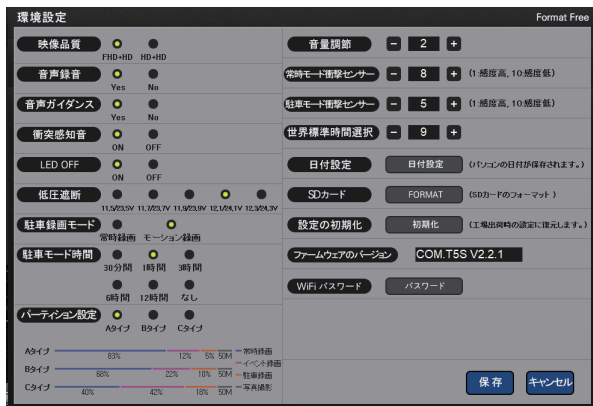 環境設定
Format Free
映像品質
FHD+HD HD+HD
音声録音
Yes No
音声ガイダンス
Yes No
衝突感知音
ON OFF
LED OFF
ON OFF
低圧遮断
11,5/23,5V 11,7/23,7V 11,9/23,9V 12,1/24,1V 12,3/24,3V
駐車録画モード
常時録画 モーション録画
駐車モード時間
30分間 1時間 3時間
6時間 12時間 なし
パーティション設定
Aタイプ Bタイプ Cタイプ
Aタイプ 83% 12% 5% 50M
Bタイプ 68% 22% 10% 50M
Cタイプ 40% 42% 18% 50M
常時録画
イベント録画
駐車録画
写真撮影
音量調節 - 2 +
常時モード衝撃センサー - 8 + (1:感度高, 10:感度低)
駐車モード衝撃センサー - 5 + (1:感度高, 10:感度低)
世界標準時間選択 - 9 +
日付設定 日付設定 (パソコンの日付が保存されます。)
SDカード FORMAT (SDカードのフォーマット)
設定の初期化 初期化 (工場出荷時の設定に復元します。)
ファームウェアのバージョン COM.T5S V2.2.1
WiFi パスワード パスワード
保存 キャンセル